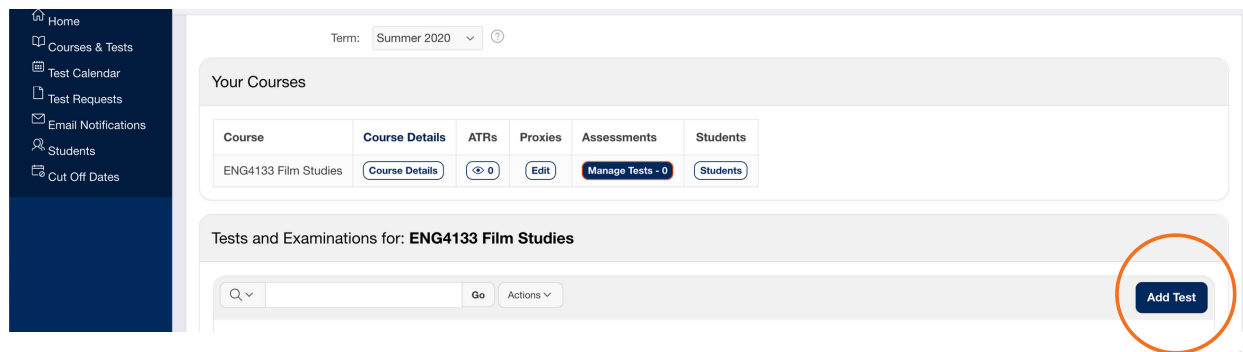 Home
Courses & Tests
Test Calendar
Test Requests
Email Notifications
Students
Cut Off Dates
Term: Summer 2020
Your Courses
Course Course Details ATRs Proxies Assessments Students
ENG4133 Film Studies Course Details 0 Edit Manage Tests - 0 Students
Tests and Examinations for: ENG4133 Film Studies
Go Actions Add Test